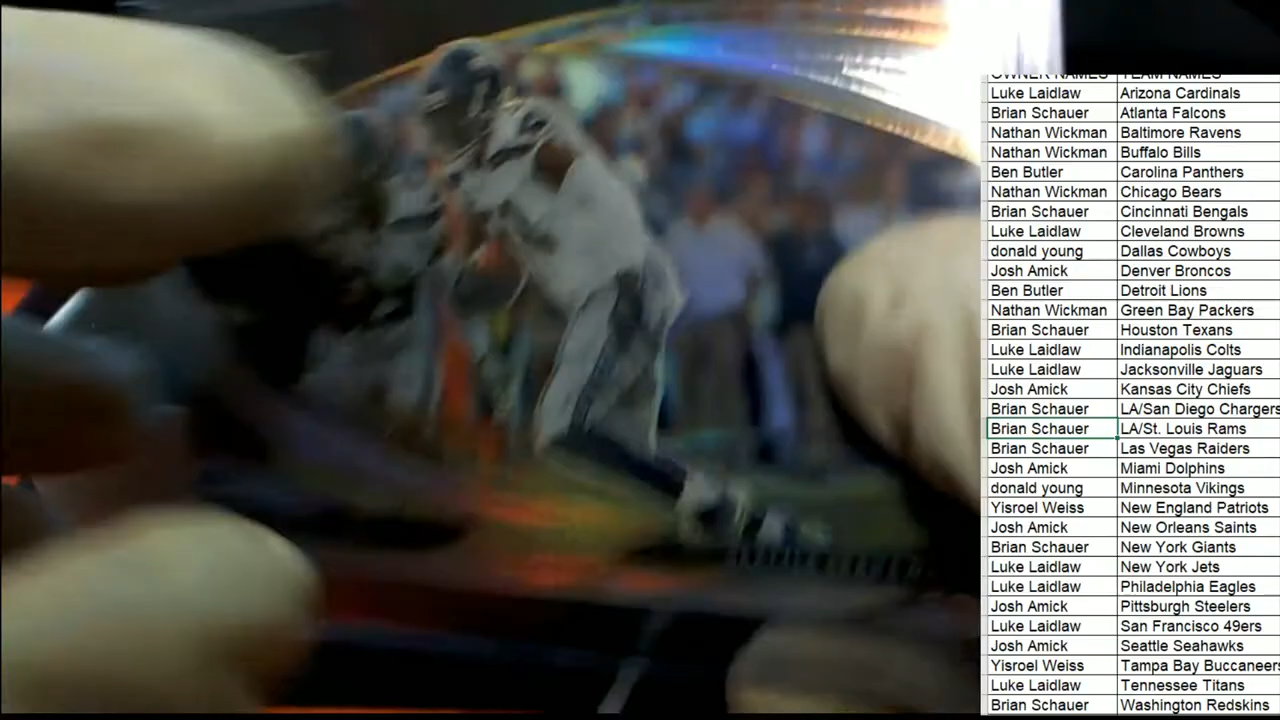 OWNER NAMES TEAM NAMES
Luke Laidlaw Arizona Cardinals
Brian Schauer Atlanta Falcons
Nathan Wickman Baltimore Ravens
Nathan Wickman Buffalo Bills
Ben Butler Carolina Panthers
Nathan Wickman Chicago Bears
Brian Schauer Cincinnati Bengals
Luke Laidlaw Cleveland Browns
donald young Dallas Cowboys
Josh Amick Denver Broncos
Ben Butler Detroit Lions
Nathan Wickman Green Bay Packers
Brian Schauer Houston Texans
Luke Laidlaw Indianapolis Colts
Luke Laidlaw Jacksonville Jaguars
Josh Amick Kansas City Chiefs
Brian Schauer LA/San Diego Chargers
Brian Schauer LA/St. Louis Rams
Brian Schauer Las Vegas Raiders
Josh Amick Miami Dolphins
donald young Minnesota Vikings
Yisroel Weiss New England Patriots
Josh Amick New Orleans Saints
Brian Schauer New York Giants
Luke Laidlaw New York Jets
Luke Laidlaw Philadelphia Eagles
Josh Amick Pittsburgh Steelers
Luke Laidlaw San Francisco 49ers
Josh Amick Seattle Seahawks
Yisroel Weiss Tampa Bay Buccaneers
Luke Laidlaw Tennessee Titans
Brian Schauer Washington Redskins